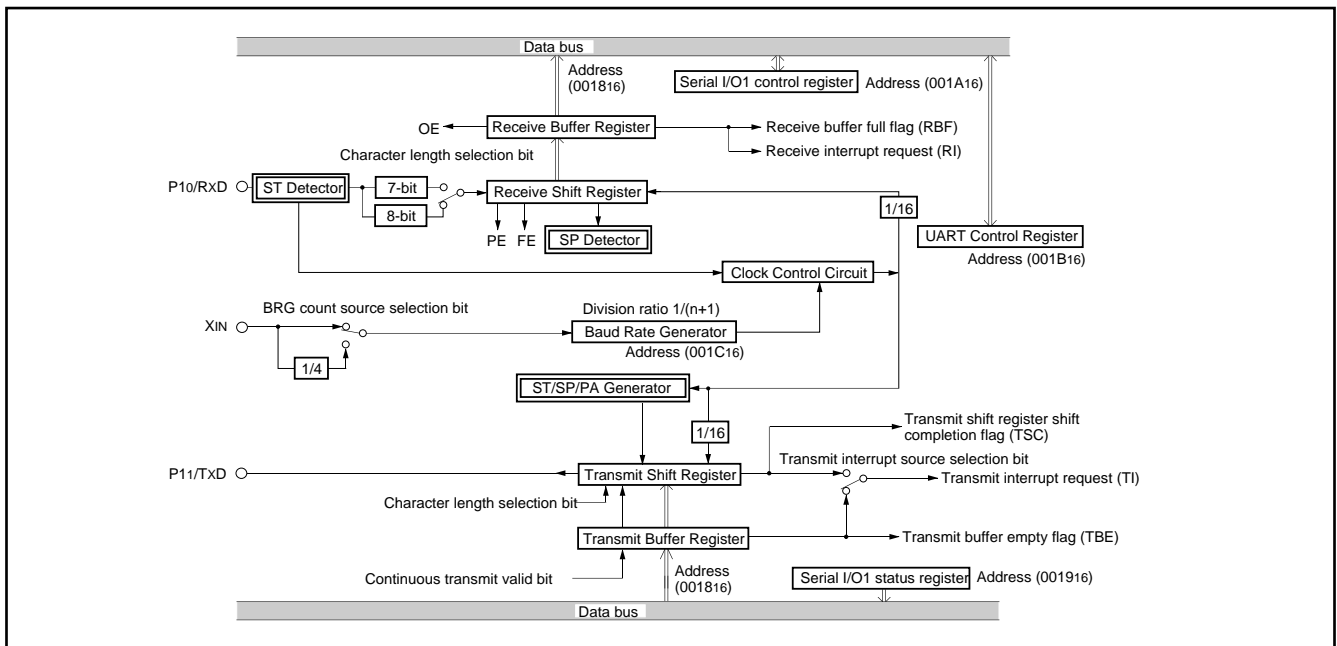 Data bus
Address
(001816)
Serial I/O1 control register
Address (001A16)
OE
Receive Buffer Register
Receive buffer full flag (RBF)
Receive interrupt request (RI)
Character length selection bit
P10/RXD
ST Detector
7-bit
8-bit
Receive Shift Register
1/16
PE
FE
SP Detector
UART Control Register
Address (001B16)
Clock Control Circuit
BRG count source selection bit
Division ratio 1/(n+1)
XIN
Baud Rate Generator
Address (001C16)
1/4
ST/SP/PA Generator
1/16
Transmit shift register shift
completion flag (TSC)
Transmit interrupt source selection bit
P11/TXD
Transmit Shift Register
Transmit interrupt request (TI)
Character length selection bit
Transmit Buffer Register
Transmit buffer empty flag (TBE)
Continuous transmit valid bit
Address
(001816)
Serial I/O1 status register
Address (001916)
Data bus